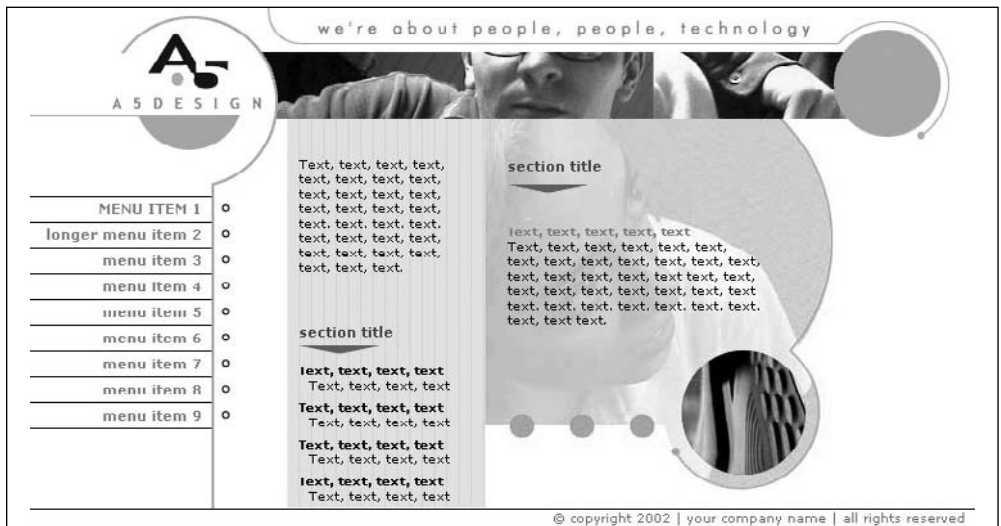 we're about people, people, technology
A5
A5DESIGN
MENU ITEM 1
longer menu item 2
menu item 3
menu item 4
menu item 5
menu item 6
menu item 7
menu item 8
menu item 9
Text, text, text, text,
text, text, text, text,
text, text, text, text,
text, text, text, text,
text. text. text. text.
text, text, text, text,
text, text, text, text,
text, text, text.
section title
Text, text, text, text
Text, text, text, text
Text, text, text, text
Text, text, text, text
Text, text, text, text
Text, text, text, text
Text, text, text, text
Text, text, text, text
section title
Text, text, text, text, text
Text, text, text, text, text, text,
text, text, text, text, text, text, text,
text, text, text, text, text text, text,
text, text, text, text, text, text, text
text. text. text. text. text. text. text.
text, text text.
© copyright 2002 | your company name | all rights reserved